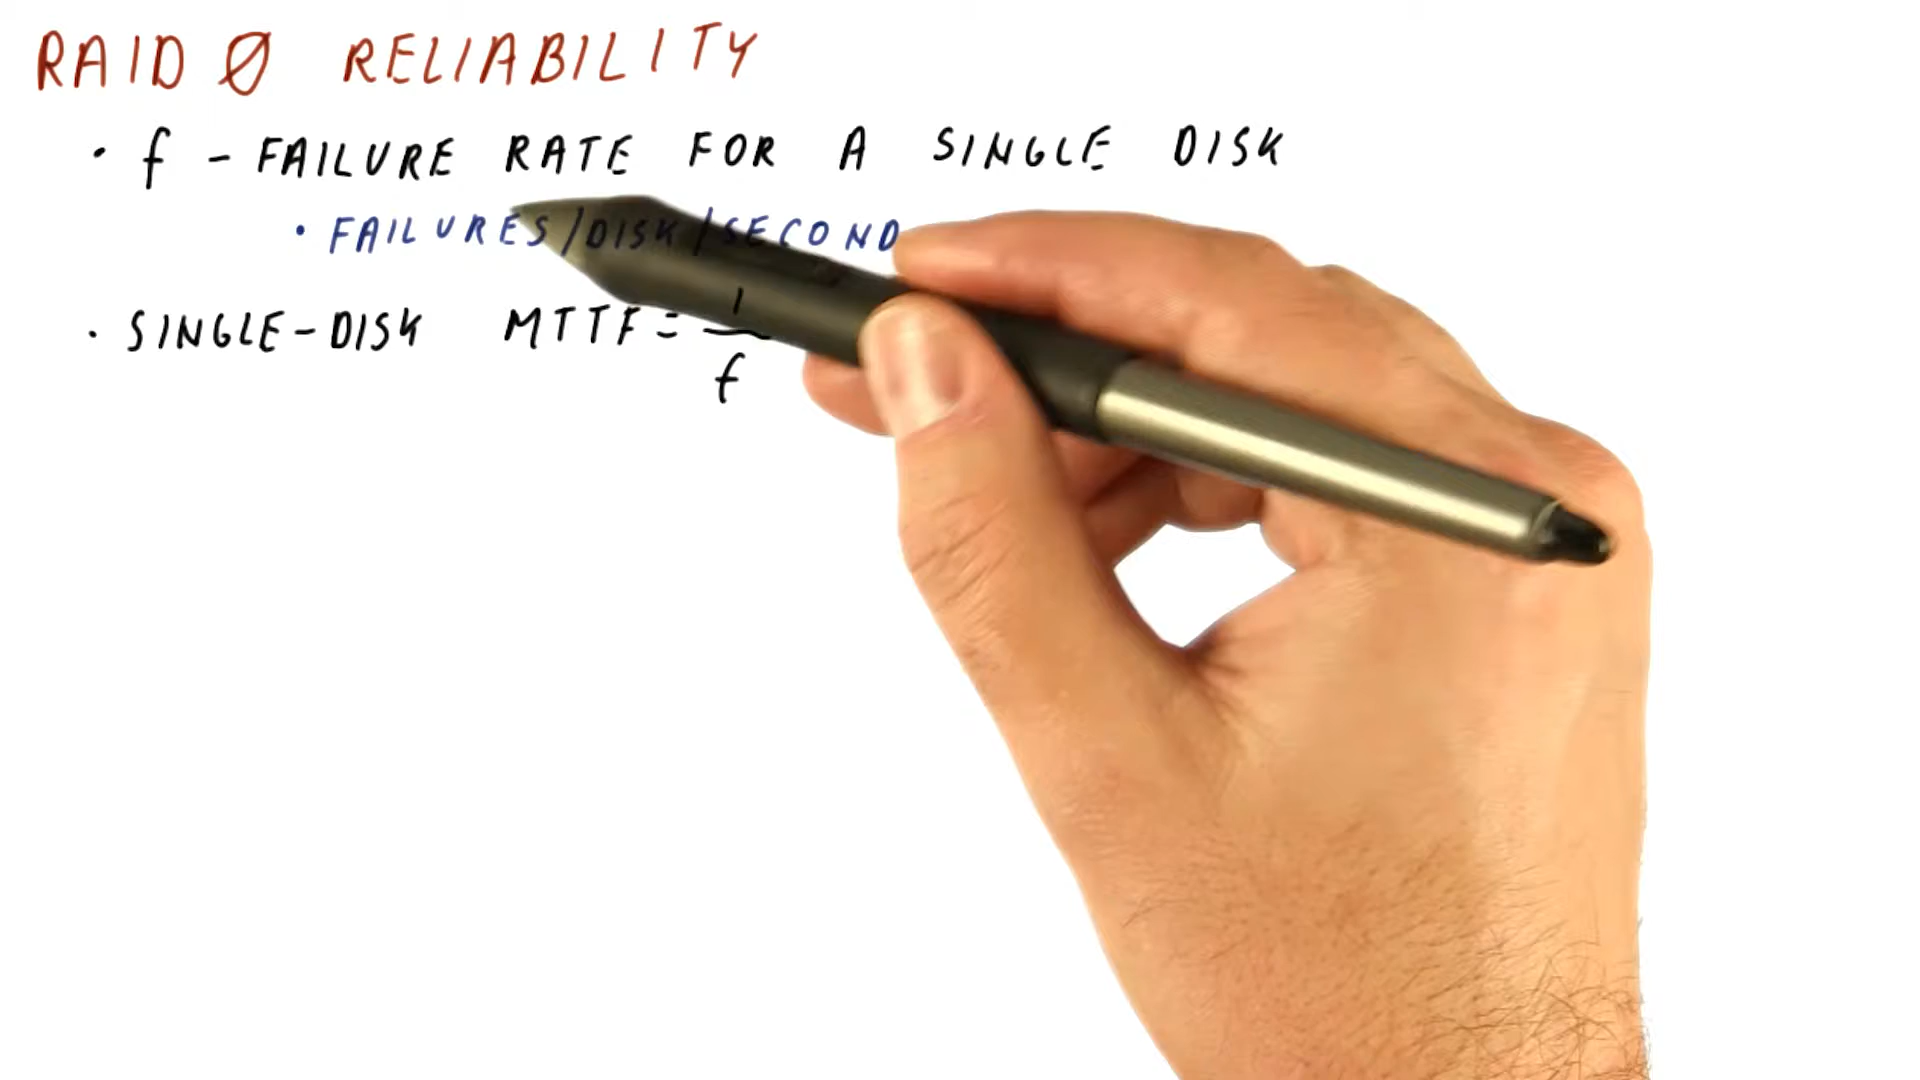 RAID Ø RELIABILITY
· f - FAILURE RATE FOR A SINGLE DISK
· FAILURES/DISK/SECOND
· SINGLE-DISK MTTF = 1/f